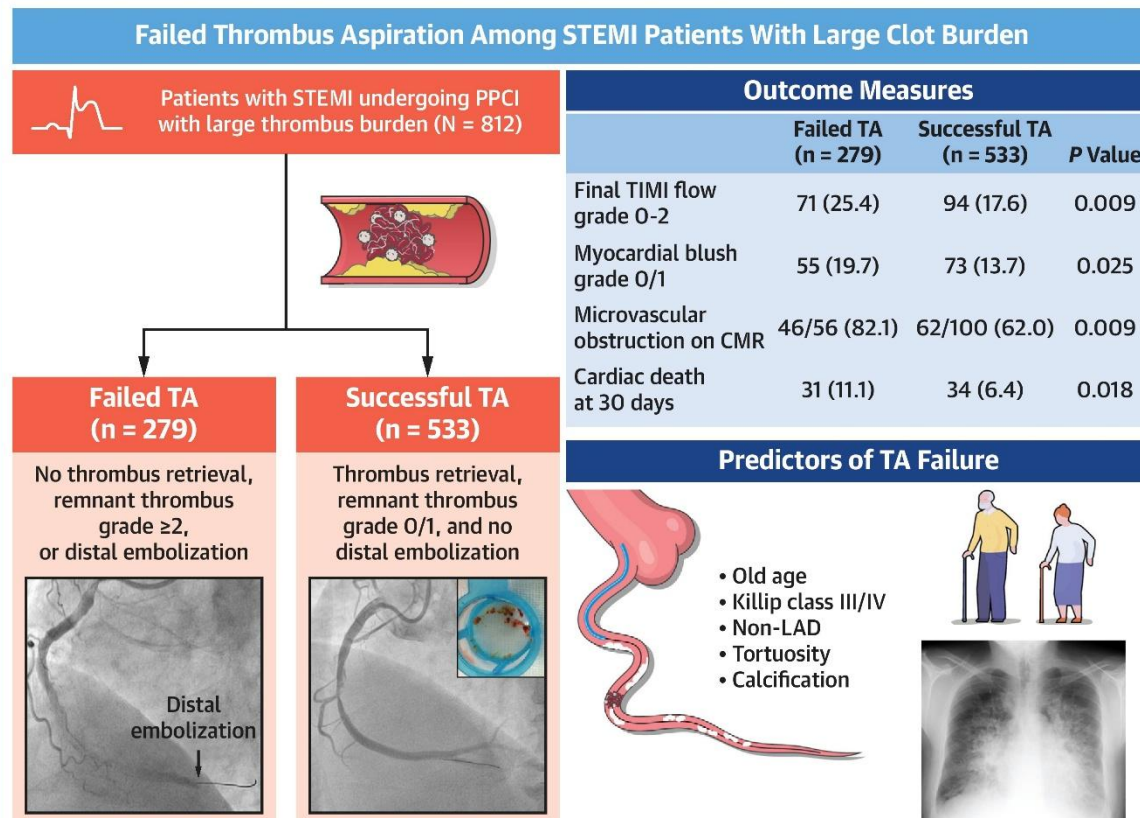 Failed Thrombus Aspiration Among STEMI Patients With Large Clot Burden
Patients with STEMI undergoing PPCI
with large thrombus burden (N = 812)
Failed TA
(n = 279)
No thrombus retrieval,
remnant thrombus
grade ≥2,
or distal embolization
Distal
embolization
Successful TA
(n = 533)
Thrombus retrieval,
remnant thrombus
grade 0/1, and no
distal embolization
Outcome Measures
Failed TA
(n = 279)
Successful TA
(n = 533)
P Value
Final TIMI flow
grade 0-2
71 (25.4)
94 (17.6)
0.009
Myocardial blush
grade 0/1
55 (19.7)
73 (13.7)
0.025
Microvascular
obstruction on CMR
46/56 (82.1)
62/100 (62.0)
0.009
Cardiac death
at 30 days
31 (11.1)
34 (6.4)
0.018
Predictors of TA Failure
• Old age
• Killip class III/IV
• Non-LAD
• Tortuosity
• Calcification